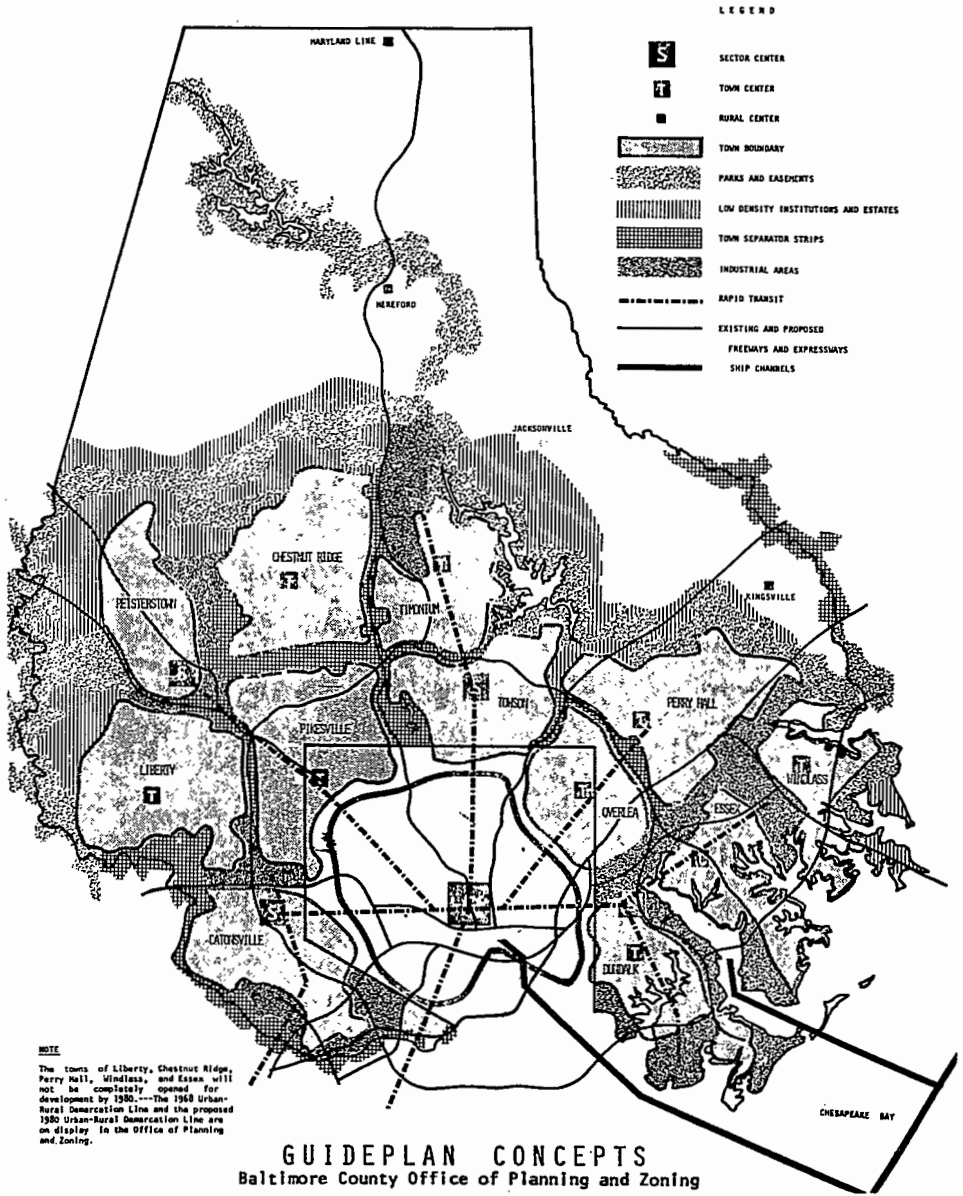 LEGEND
S SECTOR CENTER
T TOWN CENTER
RURAL CENTER
TOWN BOUNDARY
PARKS AND EASEMENTS
LOW DENSITY INSTITUTIONS AND ESTATES
TOWN SEPARATOR STRIPS
INDUSTRIAL AREAS
RAPID TRANSIT
EXISTING AND PROPOSED
FREEWAYS AND EXPRESSWAYS
SHIP CHANNELS
MARYLAND LINE
HEREFORD
JACKSONVILLE
CHESTNUT RIDGE
T
T
REISTERSTOWN
TIMONIUM
KINGSVILLE
TOWSON
PERRY HALL
T
PIKESVILLE
T
LIBERTY
T
WINDLASS
T
T
OVERLEA
ESSEX
S
CATONSVILLE
T
DUNDALK
CHESAPEAKE BAY
NOTE
The towns of Liberty, Chestnut Ridge,
Perry Hall, Windlass, and Essex will
not be completely opened for
development by 1980.---The 1968 Urban-
Rural Demarcation Line and the proposed
1980 Urban-Rural Demarcation Line are
on display in the Office of Planning
and Zoning.
GUIDEPLAN CONCEPTS
Baltimore County Office of Planning and Zoning